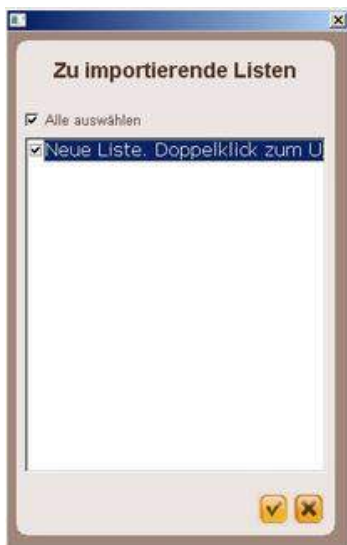 Zu importierende Listen
Alle auswählen
Neue Liste. Doppelklick zum U